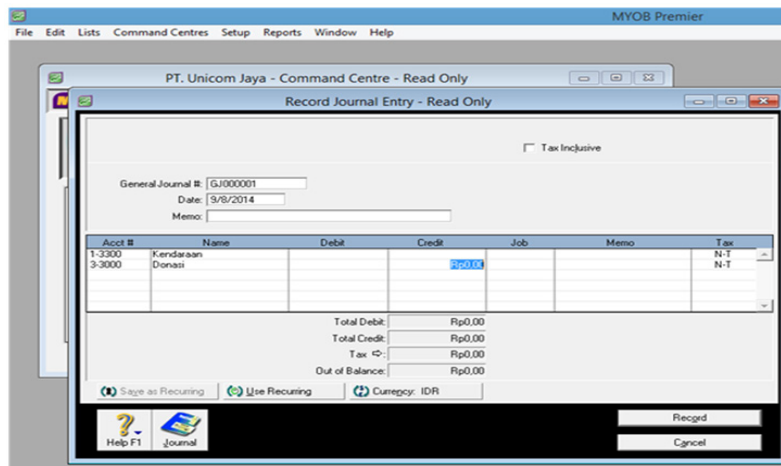 MYOB Premier
File Edit Lists Command Centres Setup Reports Window Help
PT. Unicom Jaya - Command Centre - Read Only
Record Journal Entry - Read Only
Tax Inclusive
General Journal #: GJ000001
Date: 9/8/2014
Memo:
Acct # Name Debit Credit Job Memo Tax
1-3300 Kendaraan N-T
3-3000 Donasi Rp0,00 N-T
Total Debit: Rp0,00
Total Credit: Rp0,00
Tax ⇨: Rp0,00
Out of Balance: Rp0,00
Save as Recurring Use Recurring Currency: IDR
Help F1 Journal
Record
Cancel